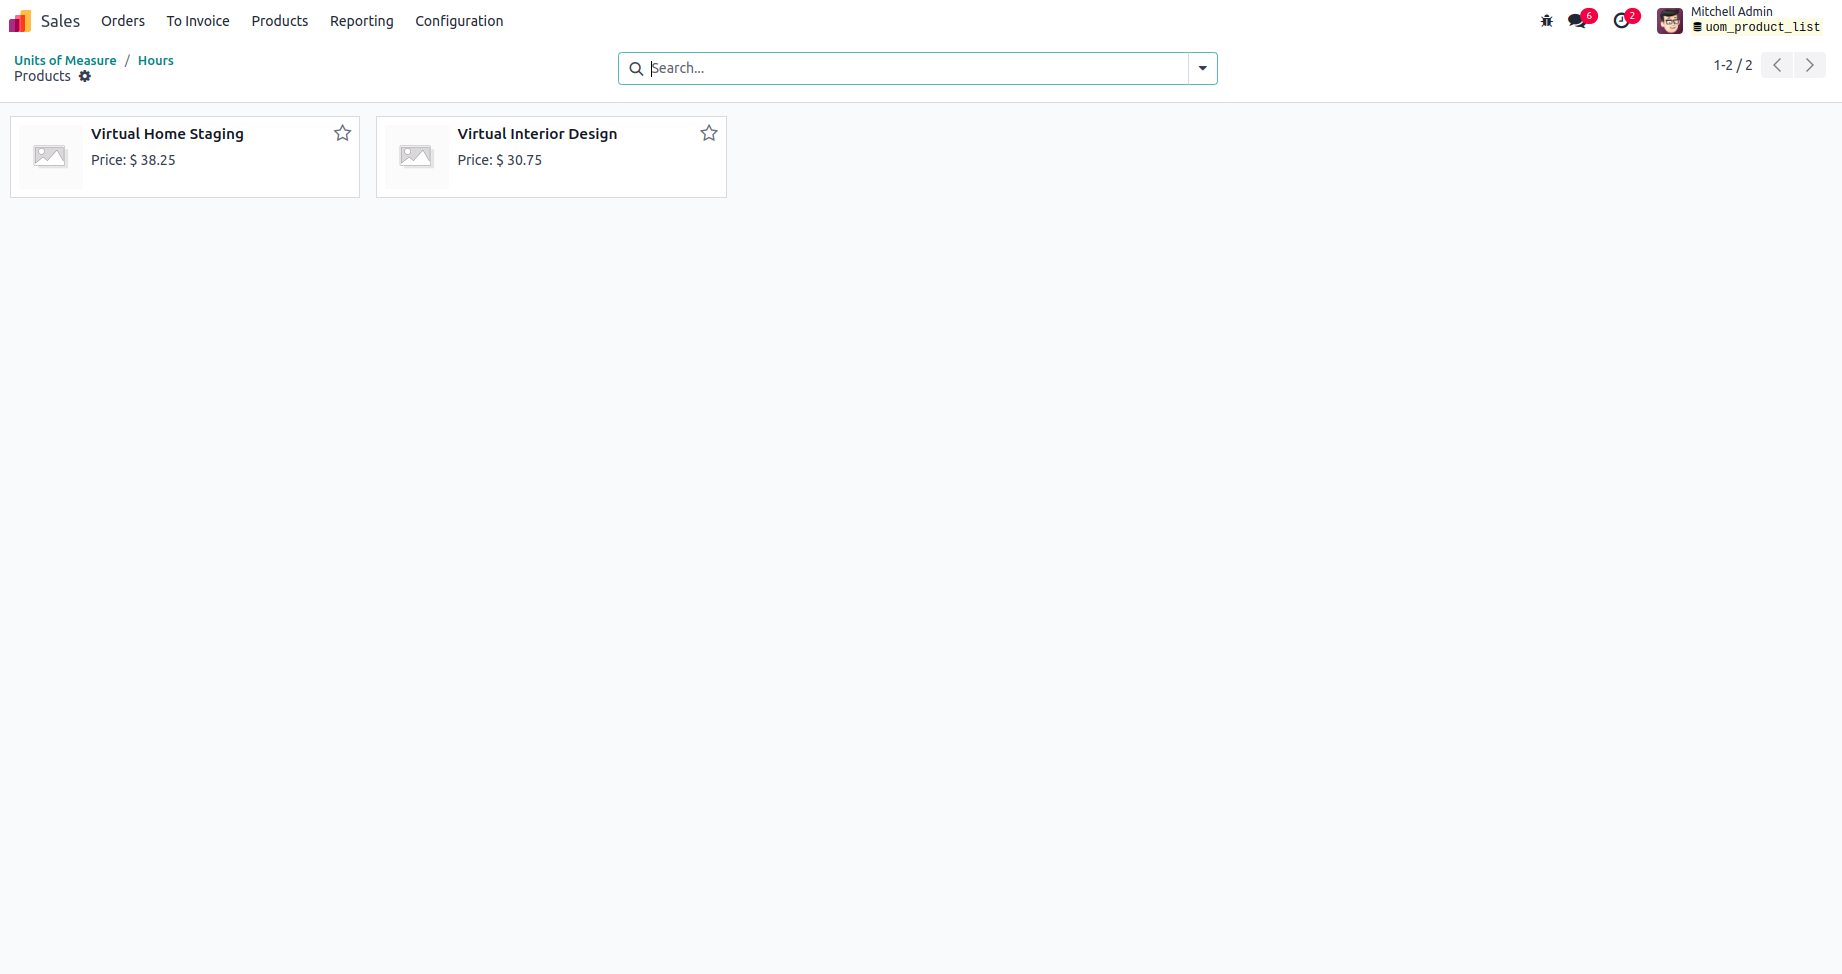 Sales Orders To Invoice Products Reporting Configuration
6 2 Mitchell Admin
uom_product_list
Units of Measure / Hours
Products
Search...
1-2 / 2
Virtual Home Staging
Price: $ 38.25
Virtual Interior Design
Price: $ 30.75